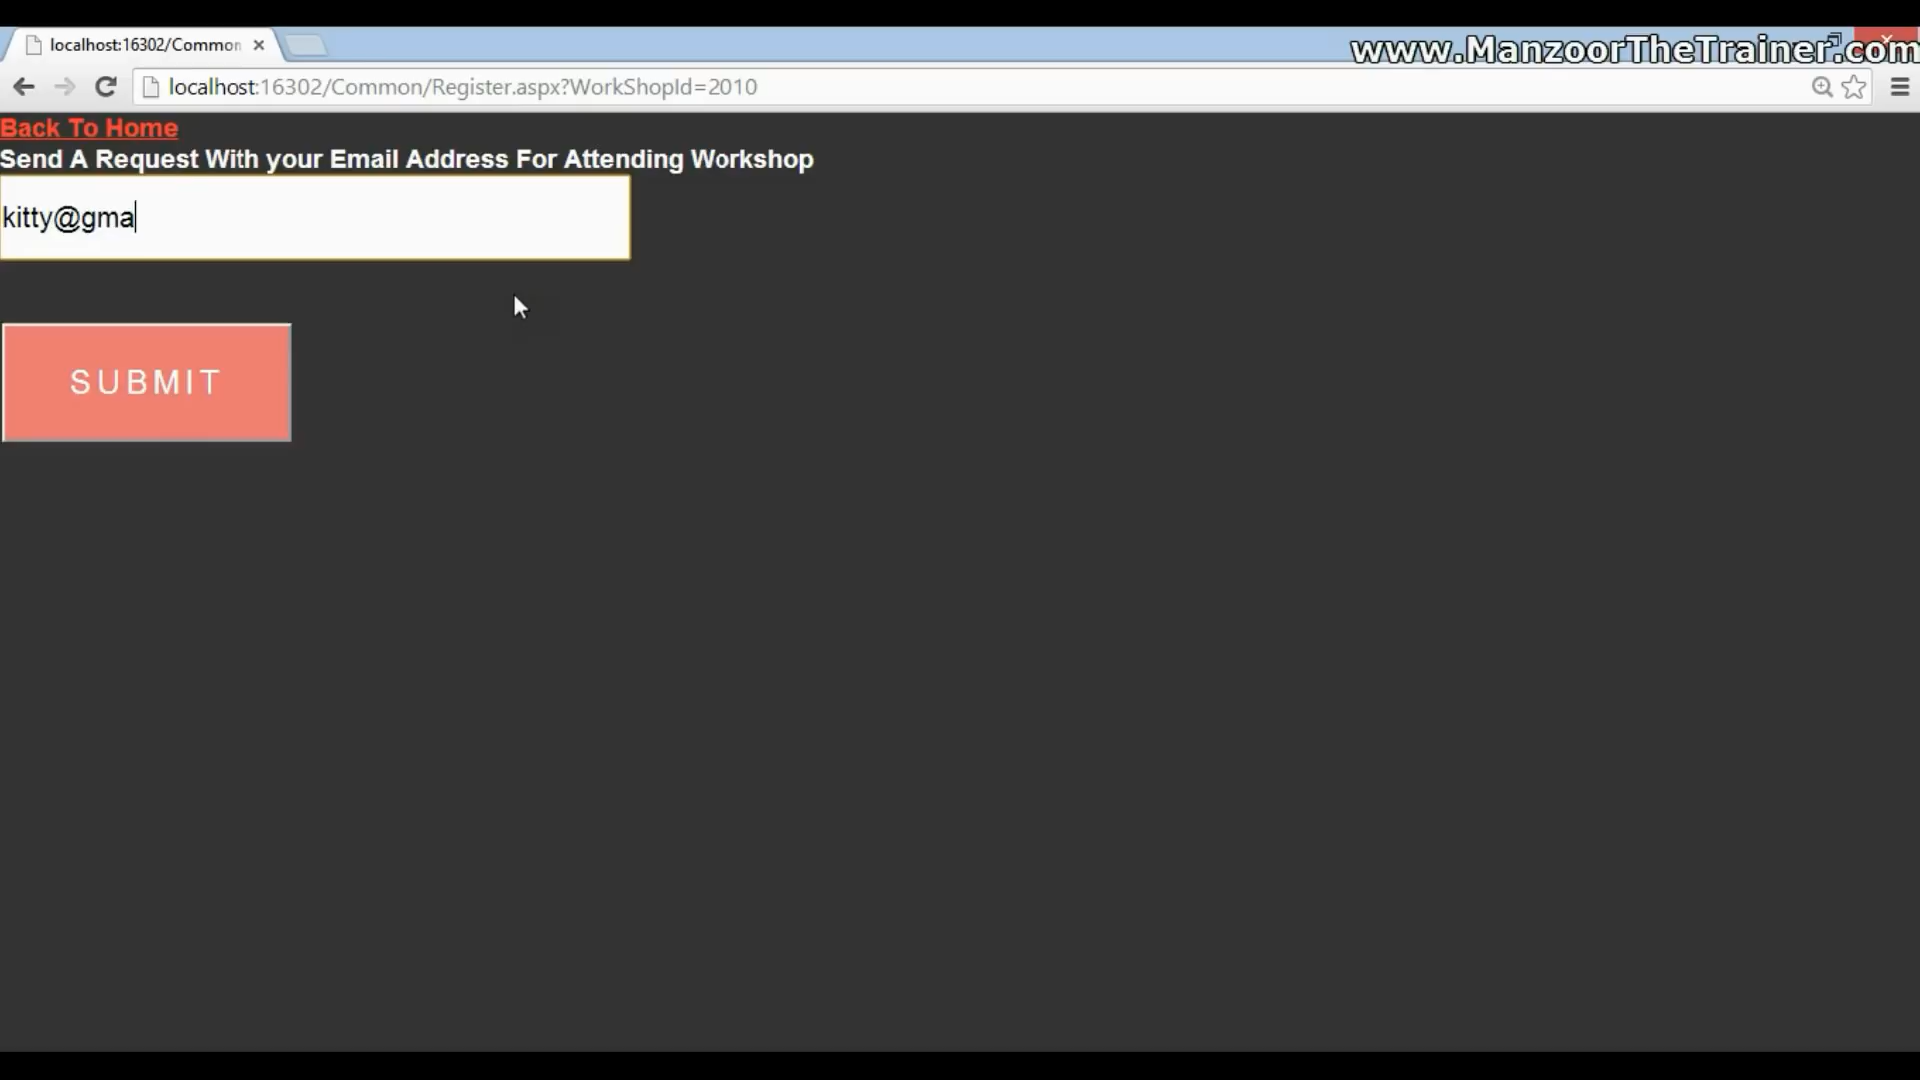 localhost:16302/Common
www.ManzoorTheTrainer.com
localhost:16302/Common/Register.aspx?WorkShopId=2010
Back To Home
Send A Request With your Email Address For Attending Workshop
kitty@gma
SUBMIT